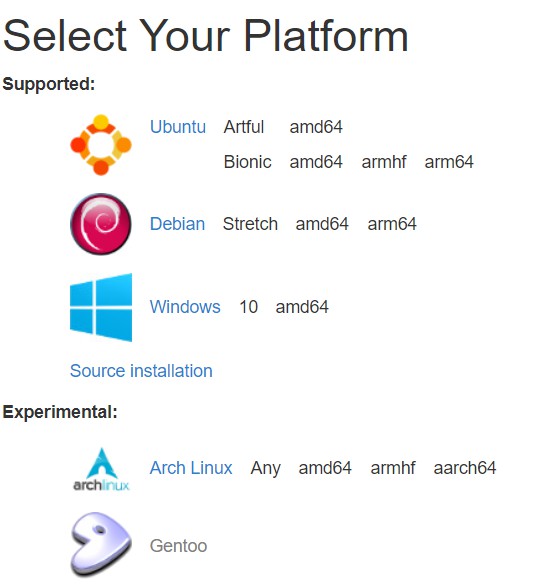 Select Your Platform
Supported:
Ubuntu Artful amd64
Bionic amd64 armhf arm64
Debian Stretch amd64 arm64
Windows 10 amd64
Source installation
Experimental:
Arch Linux Any amd64 armhf aarch64
archlinux
Gentoo